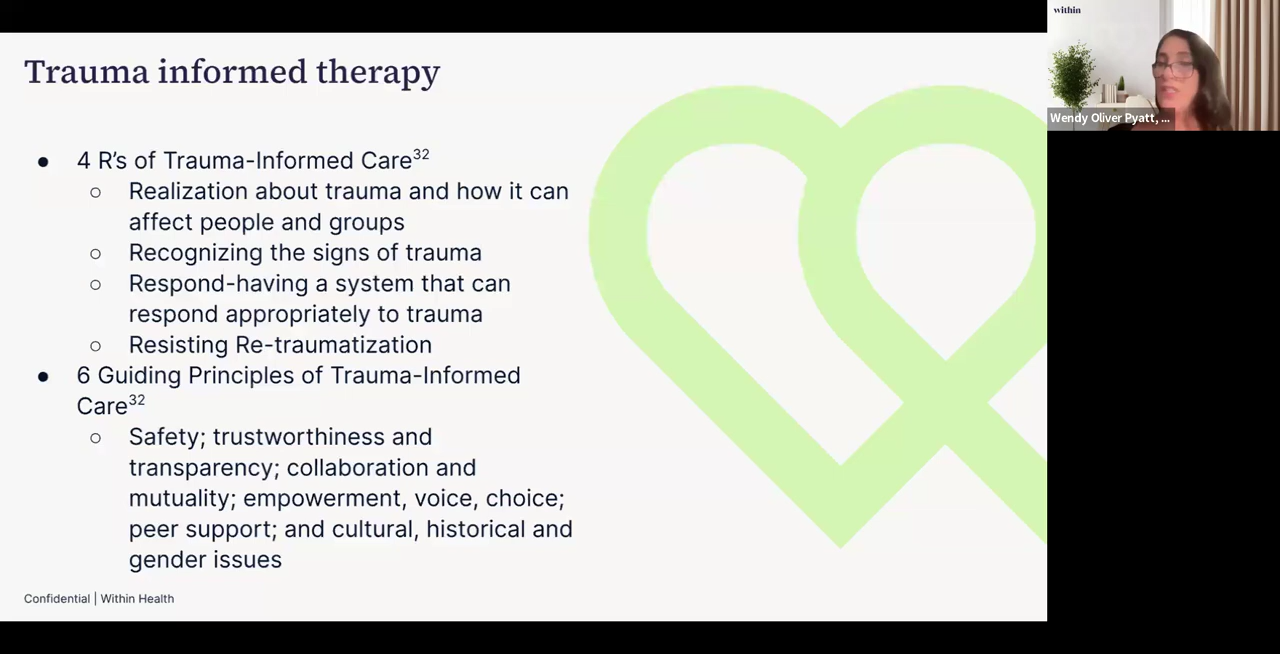 Trauma informed therapy
within
Wendy Oliver Pyatt, ...
● 4 R’s of Trauma-Informed Care32
○ Realization about trauma and how it can
affect people and groups
○ Recognizing the signs of trauma
○ Respond-having a system that can
respond appropriately to trauma
○ Resisting Re-traumatization
● 6 Guiding Principles of Trauma-Informed
Care32
○ Safety; trustworthiness and
transparency; collaboration and
mutuality; empowerment, voice, choice;
peer support; and cultural, historical and
gender issues
Confidential | Within Health